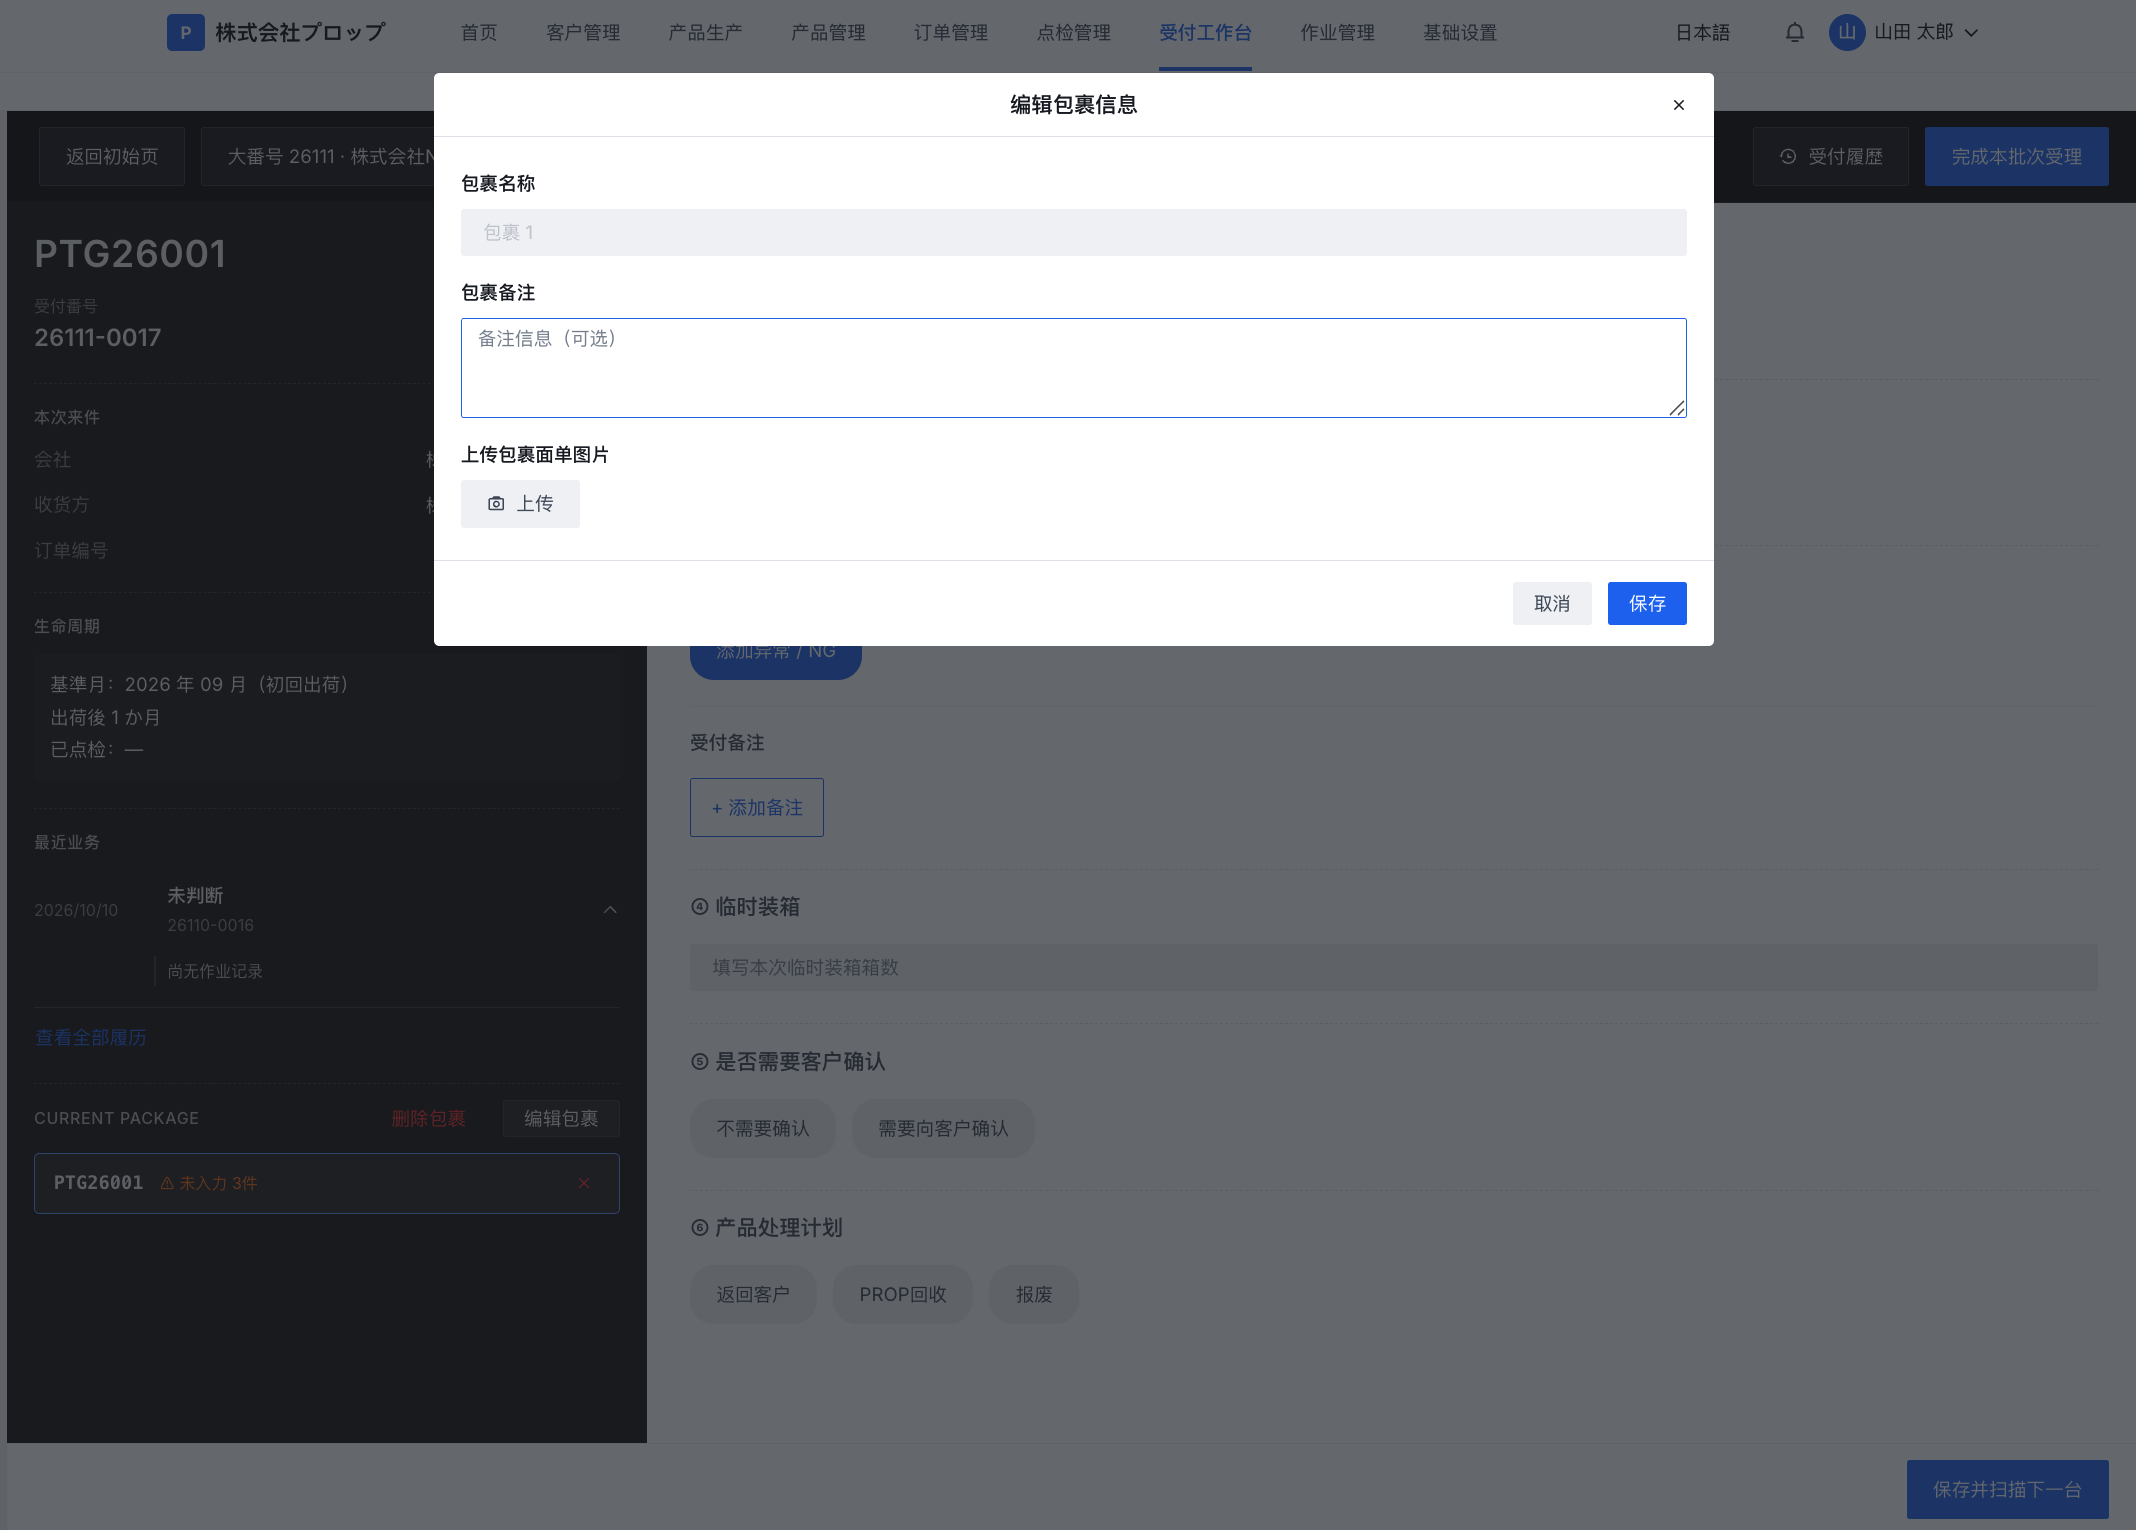 P 株式会社プロップ 首页 客户管理 产品生产 产品管理 订单管理 点检管理 受付工作台 作业管理 基础设置 日本語 山 山田 太郎
编辑包裹信息
返回初始页 大番号 26111 · 株式会社 受付履歴 完成本批次受理
包裹名称
包裹 1
包裹备注
备注信息（可选）
上传包裹面单图片
上传
取消 保存
PTG26001
受付番号
26111-0017
本次来件
会社
收货方
订单编号
生命周期
基準月：2026 年 09 月（初回出荷）
出荷後 1 か月
已点检：—
最近业务
2026/10/10
未判断
26110-0016
尚无作业记录
查看全部履历
CURRENT PACKAGE 删除包裹 编辑包裹
PTG26001 未入力 3件
添加异常 / NG
受付备注
+ 添加备注
④ 临时装箱
填写本次临时装箱箱数
⑤ 是否需要客户确认
不需要确认 需要向客户确认
⑥ 产品处理计划
返回客户 PROP回收 报废
保存并扫描下一台